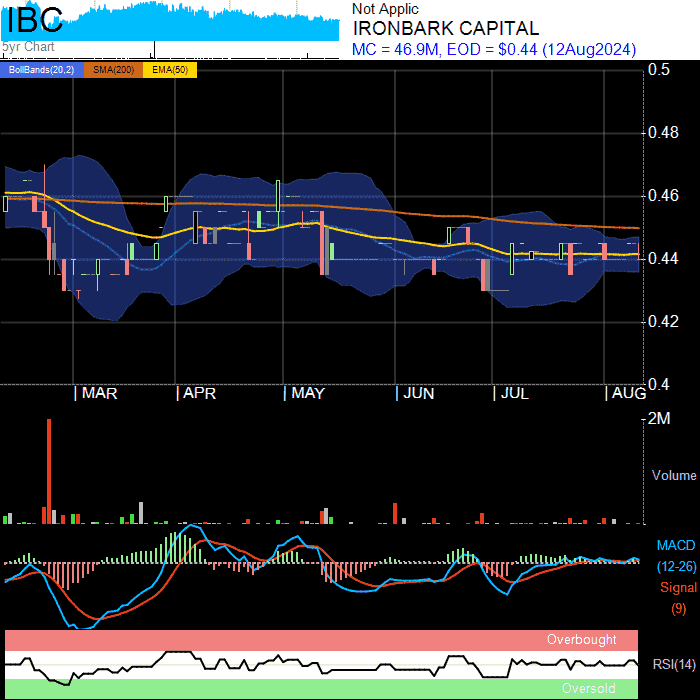 IBC
5yr Chart
Not Applic
IRONBARK CAPITAL
MC = 46.9M, EOD = $0.44 (12Aug2024)
BollBands(20,2) SMA(200) EMA(50)
0.5
0.48
0.46
0.44
0.42
0.4
MAR APR MAY JUN JUL AUG
2M
Volume
MACD
(12-26)
Signal
(9)
Overbought
RSI(14)
Oversold